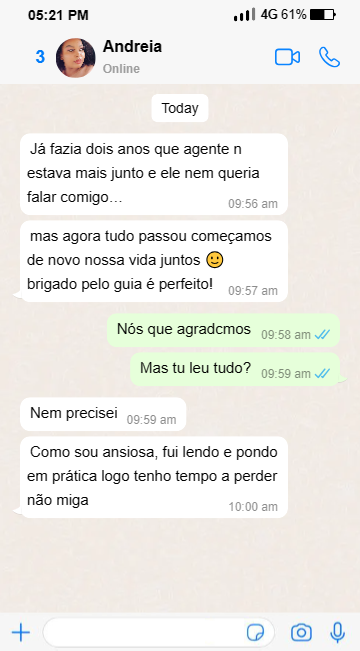 05:21 PM
4G 61%
3
Andreia
Online
Today
Já fazia dois anos que agente n
estava mais junto e ele nem queria
falar comigo…
09:56 am
mas agora tudo passou começamos
de novo nossa vida juntos 🙂
brigado pelo guia é perfeito!
09:57 am
Nós que agradcmos
09:58 am
Mas tu leu tudo?
09:59 am
Nem precisei
09:59 am
Como sou ansiosa, fui lendo e pondo
em prática logo tenho tempo a perder
não miga
10:00 am